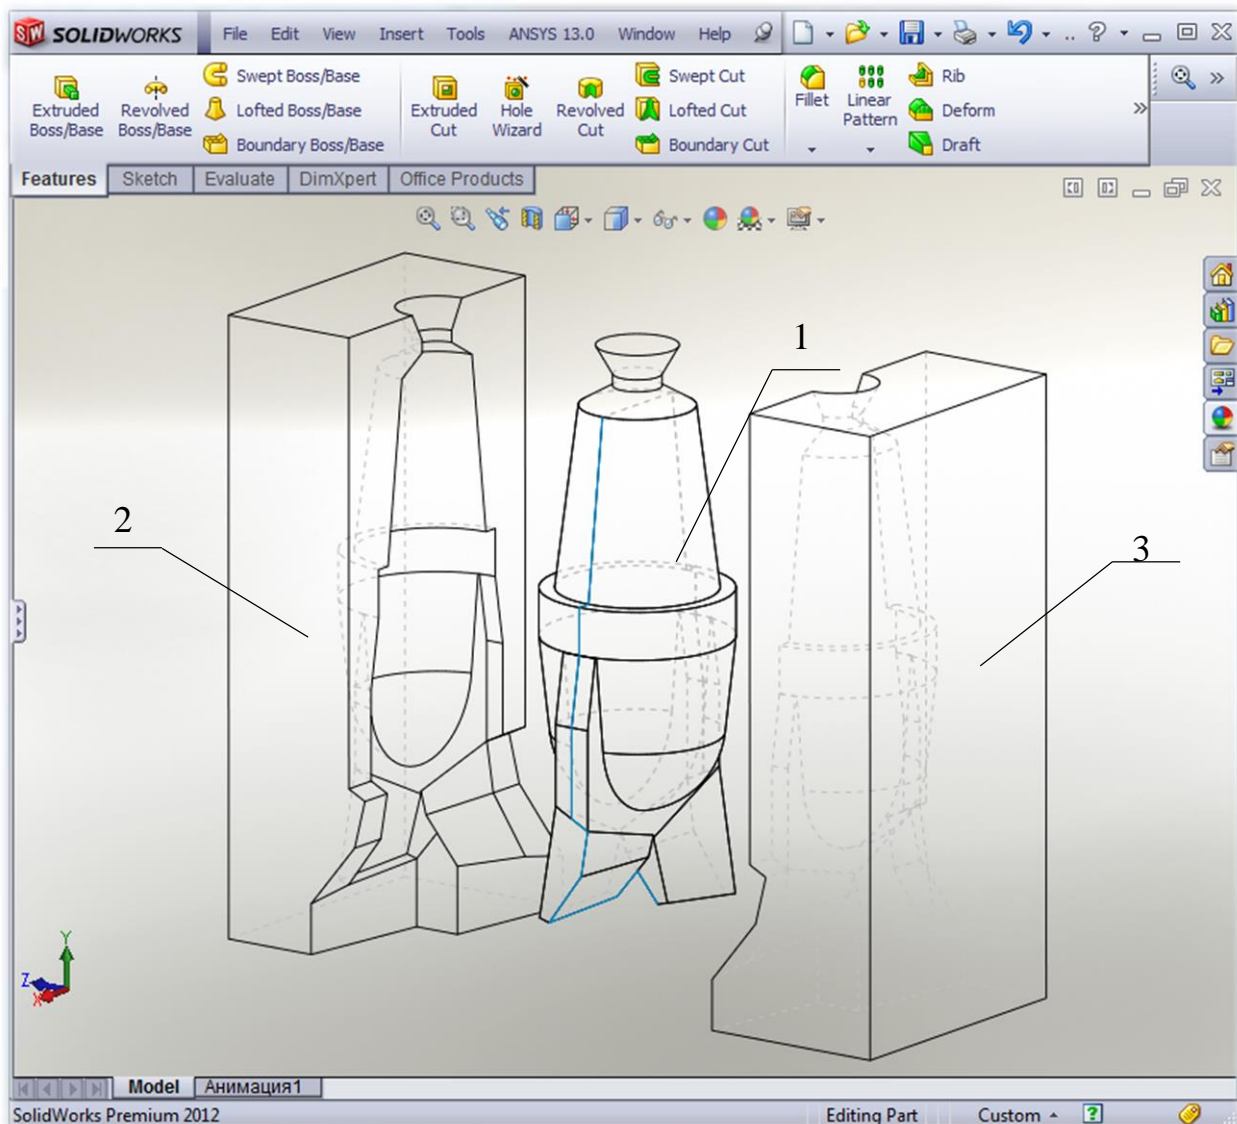 SW SOLIDWORKS File Edit View Insert Tools ANSYS 13.0 Window Help
Extruded Boss/Base
Revolved Boss/Base
Swept Boss/Base
Lofted Boss/Base
Boundary Boss/Base
Extruded Cut
Hole Wizard
Revolved Cut
Swept Cut
Lofted Cut
Boundary Cut
Fillet
Linear Pattern
Rib
Deform
Draft
Features Sketch Evaluate DimXpert Office Products
1
2
3
Y
Z
X
Model Анимация1
SolidWorks Premium 2012 Editing Part Custom